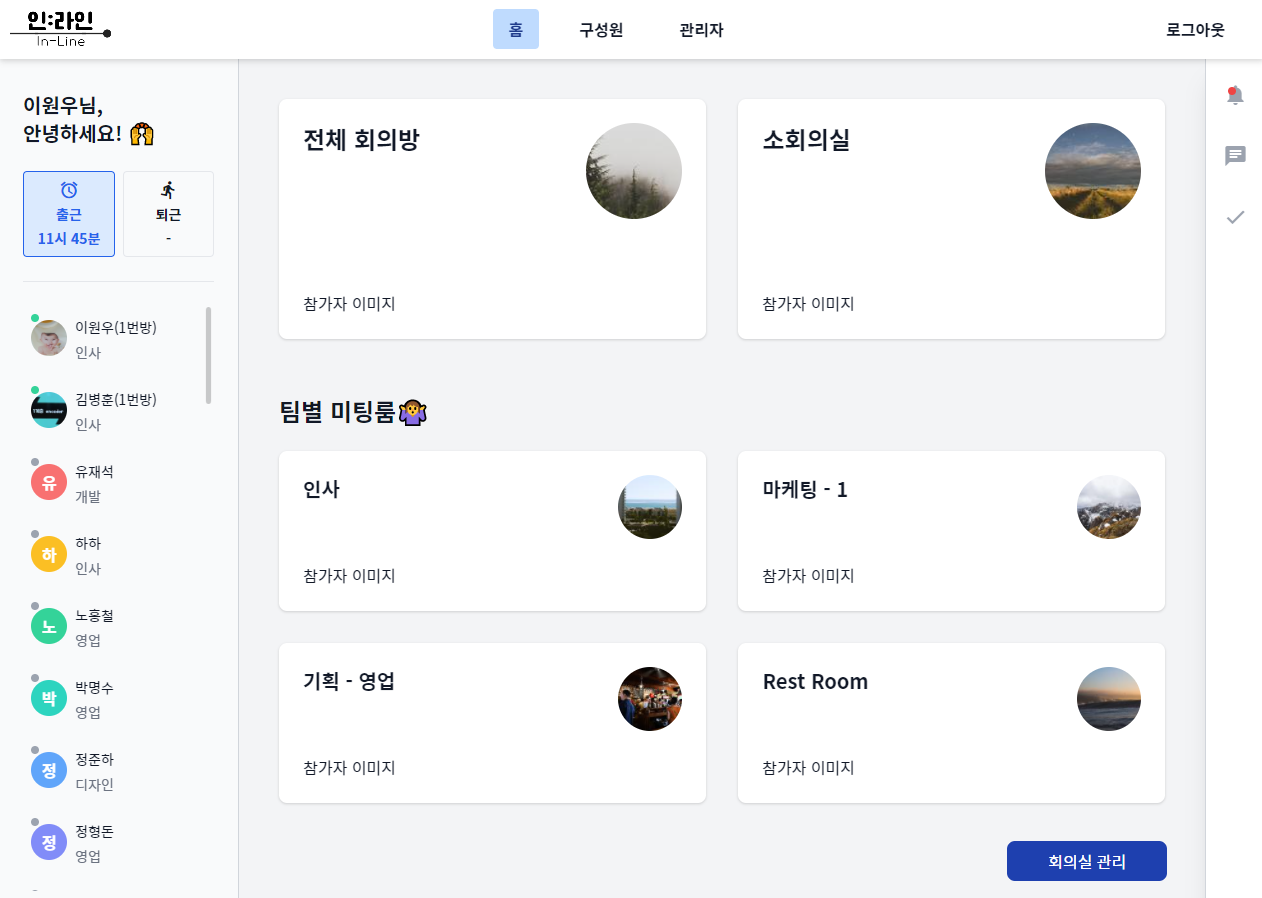 인:라인
In-Line
홈
구성원
관리자
로그아웃
이원우님,
안녕하세요! 🙌
출근
11시 45분
퇴근
-
이원우(1번방)
인사
김병훈(1번방)
인사
유
유재석
개발
하
하하
인사
노
노홍철
영업
박
박명수
영업
정
정준하
디자인
정
정형돈
영업
전체 회의방
참가자 이미지
소회의실
참가자 이미지
팀별 미팅룸🤷‍♀️
인사
참가자 이미지
마케팅 - 1
참가자 이미지
기획 - 영업
참가자 이미지
Rest Room
참가자 이미지
회의실 관리